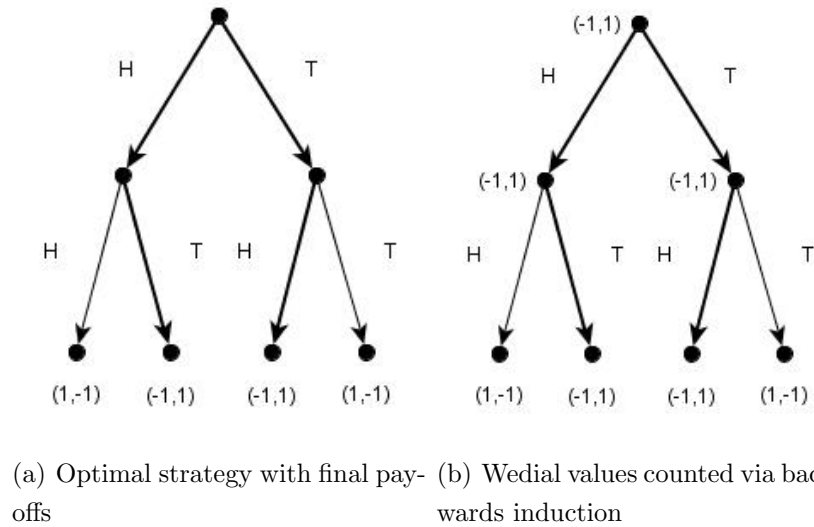 (-1,1)
H T H T
(-1,1) (-1,1)
H T H T H T H T
(1,-1) (-1,1) (-1,1) (1,-1) (1,-1) (-1,1) (-1,1) (1,-1)
(a) Optimal strategy with final pay-
offs
(b) Wedial values counted via bac
wards induction